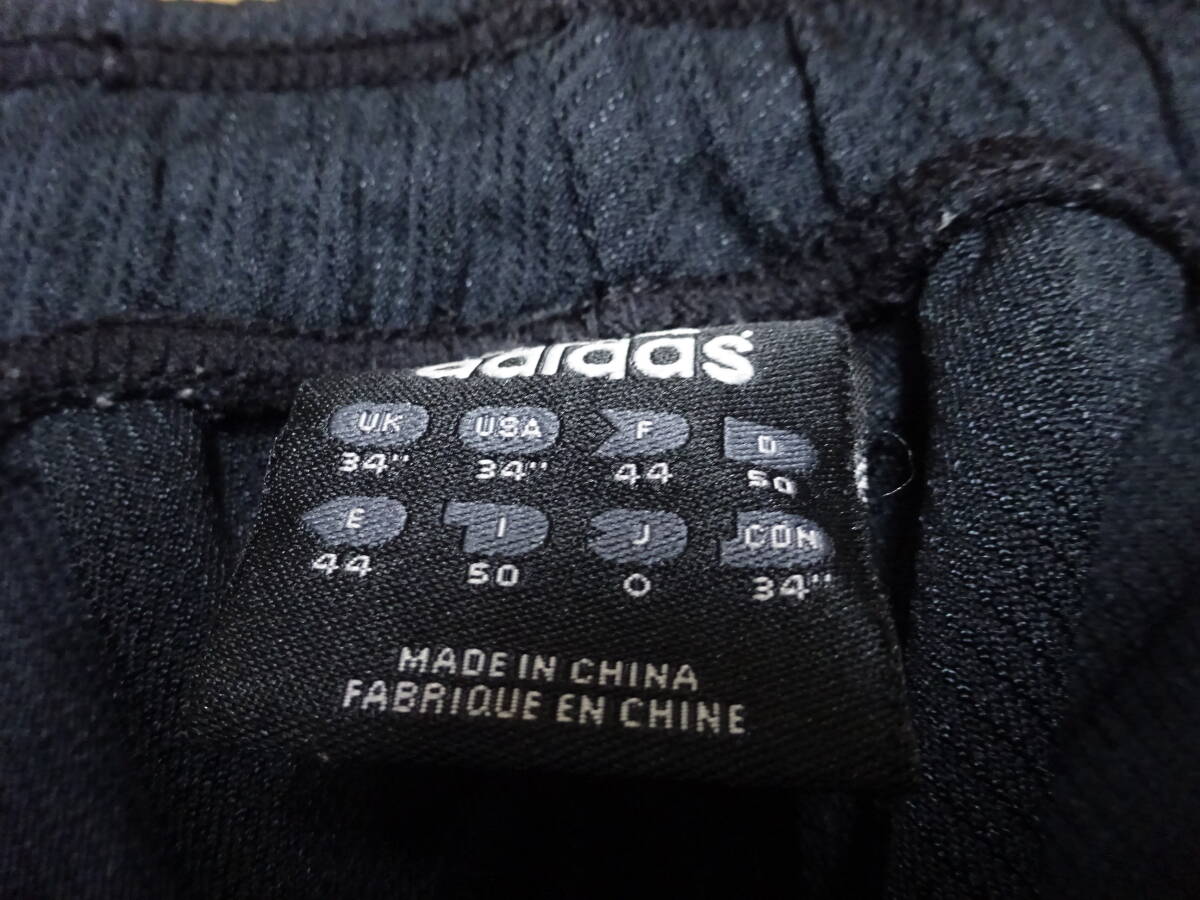 adidas
UK USA F D
34" 34" 44 50
E I J CON
44 50 O 34"
MADE IN CHINA
FABRIQUE EN CHINE